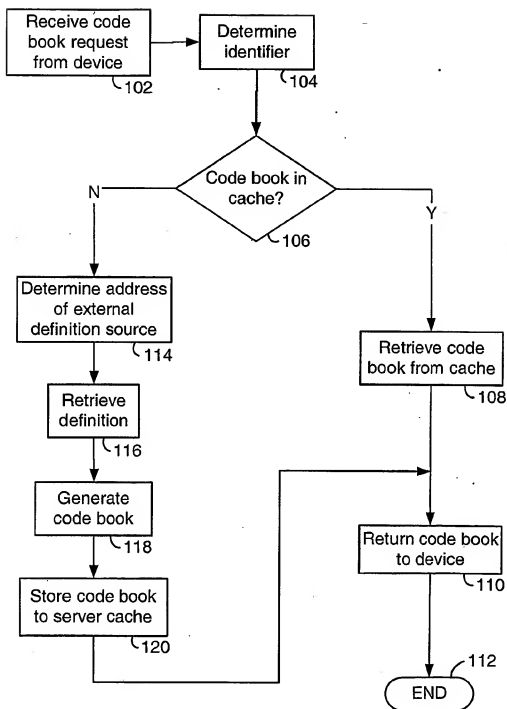 Receive code
book request
from device
102
Determine
identifier
104
Code book in
cache?
106
N
Y
Determine address
of external
definition source
114
Retrieve
definition
116
Generate
code book
118
Store code book
to server cache
120
Retrieve code
book from cache
108
Return code book
to device
110
112
END